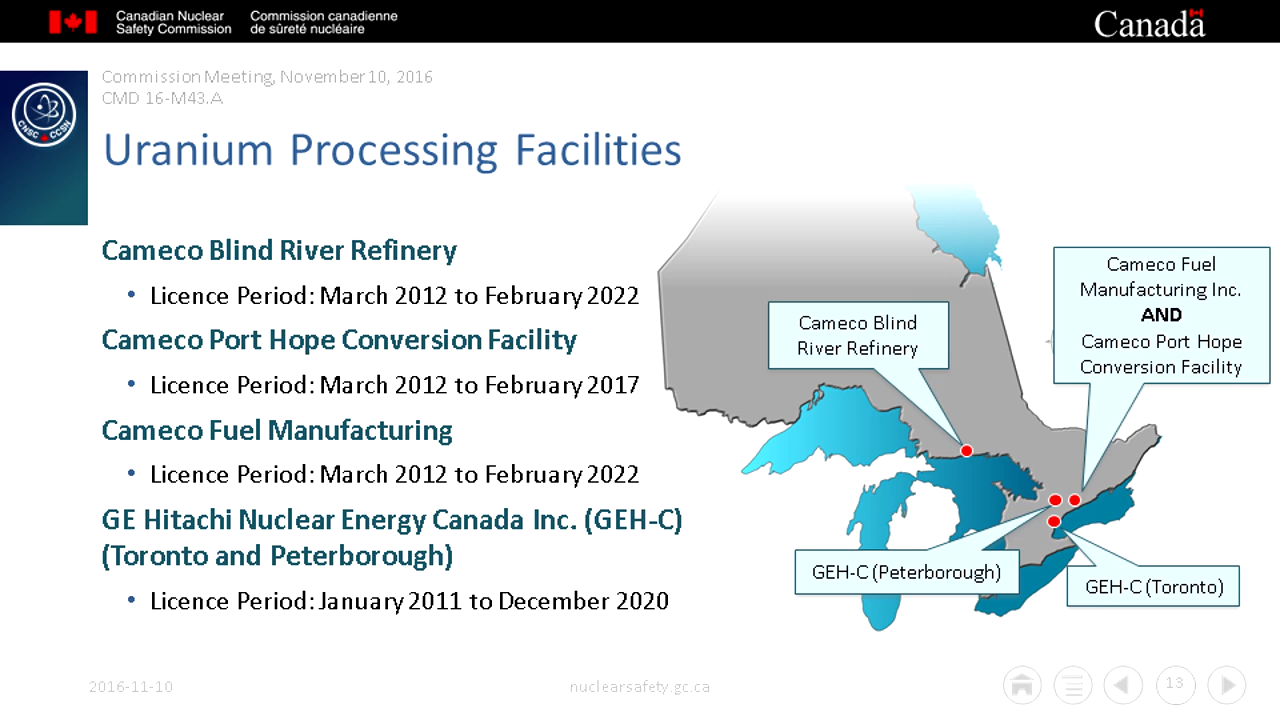 Canadian Nuclear
Safety Commission
Commission canadienne
de sûreté nucléaire
Canada
Commission Meeting, November 10, 2016
CMD 16-M43.A
CNSC CCSN
Uranium Processing Facilities
Cameco Blind River Refinery
• Licence Period: March 2012 to February 2022
Cameco Port Hope Conversion Facility
• Licence Period: March 2012 to February 2017
Cameco Fuel Manufacturing
• Licence Period: March 2012 to February 2022
GE Hitachi Nuclear Energy Canada Inc. (GEH-C)
(Toronto and Peterborough)
• Licence Period: January 2011 to December 2020
Cameco Blind
River Refinery
Cameco Fuel
Manufacturing Inc.
AND
Cameco Port Hope
Conversion Facility
GEH-C (Peterborough)
GEH-C (Toronto)
2016-11-10
nuclearsafety.gc.ca
13